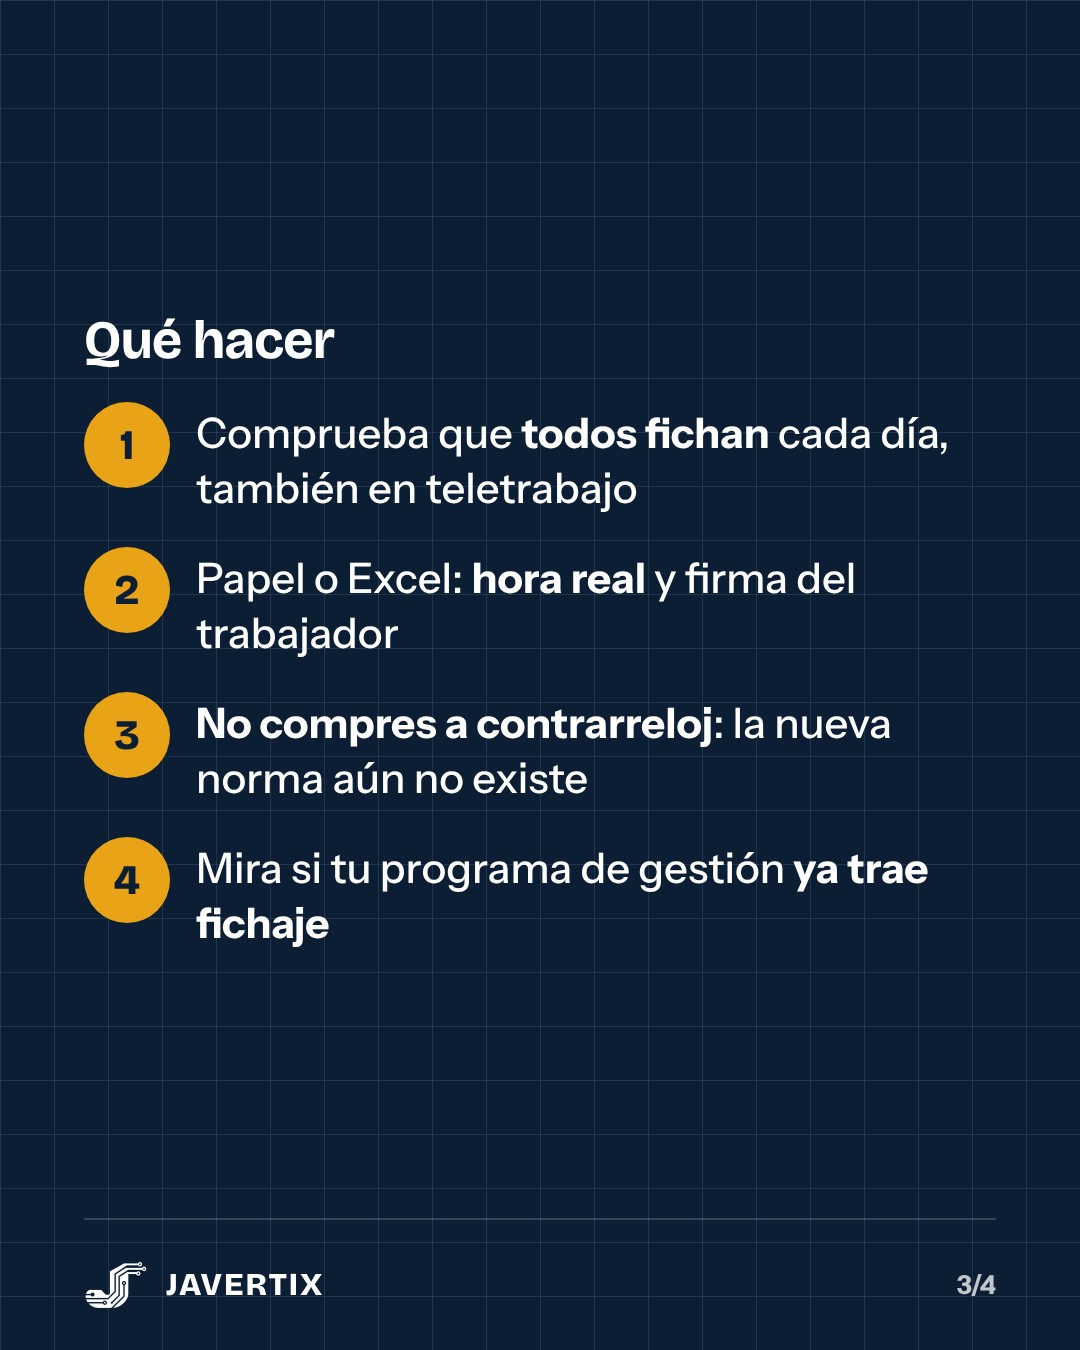 Qué hacer
1
Comprueba que todos fichan cada día,
también en teletrabajo
2
Papel o Excel: hora real y firma del
trabajador
3
No compres a contrarreloj: la nueva
norma aún no existe
4
Mira si tu programa de gestión ya trae
fichaje
JAVERTIX
3/4